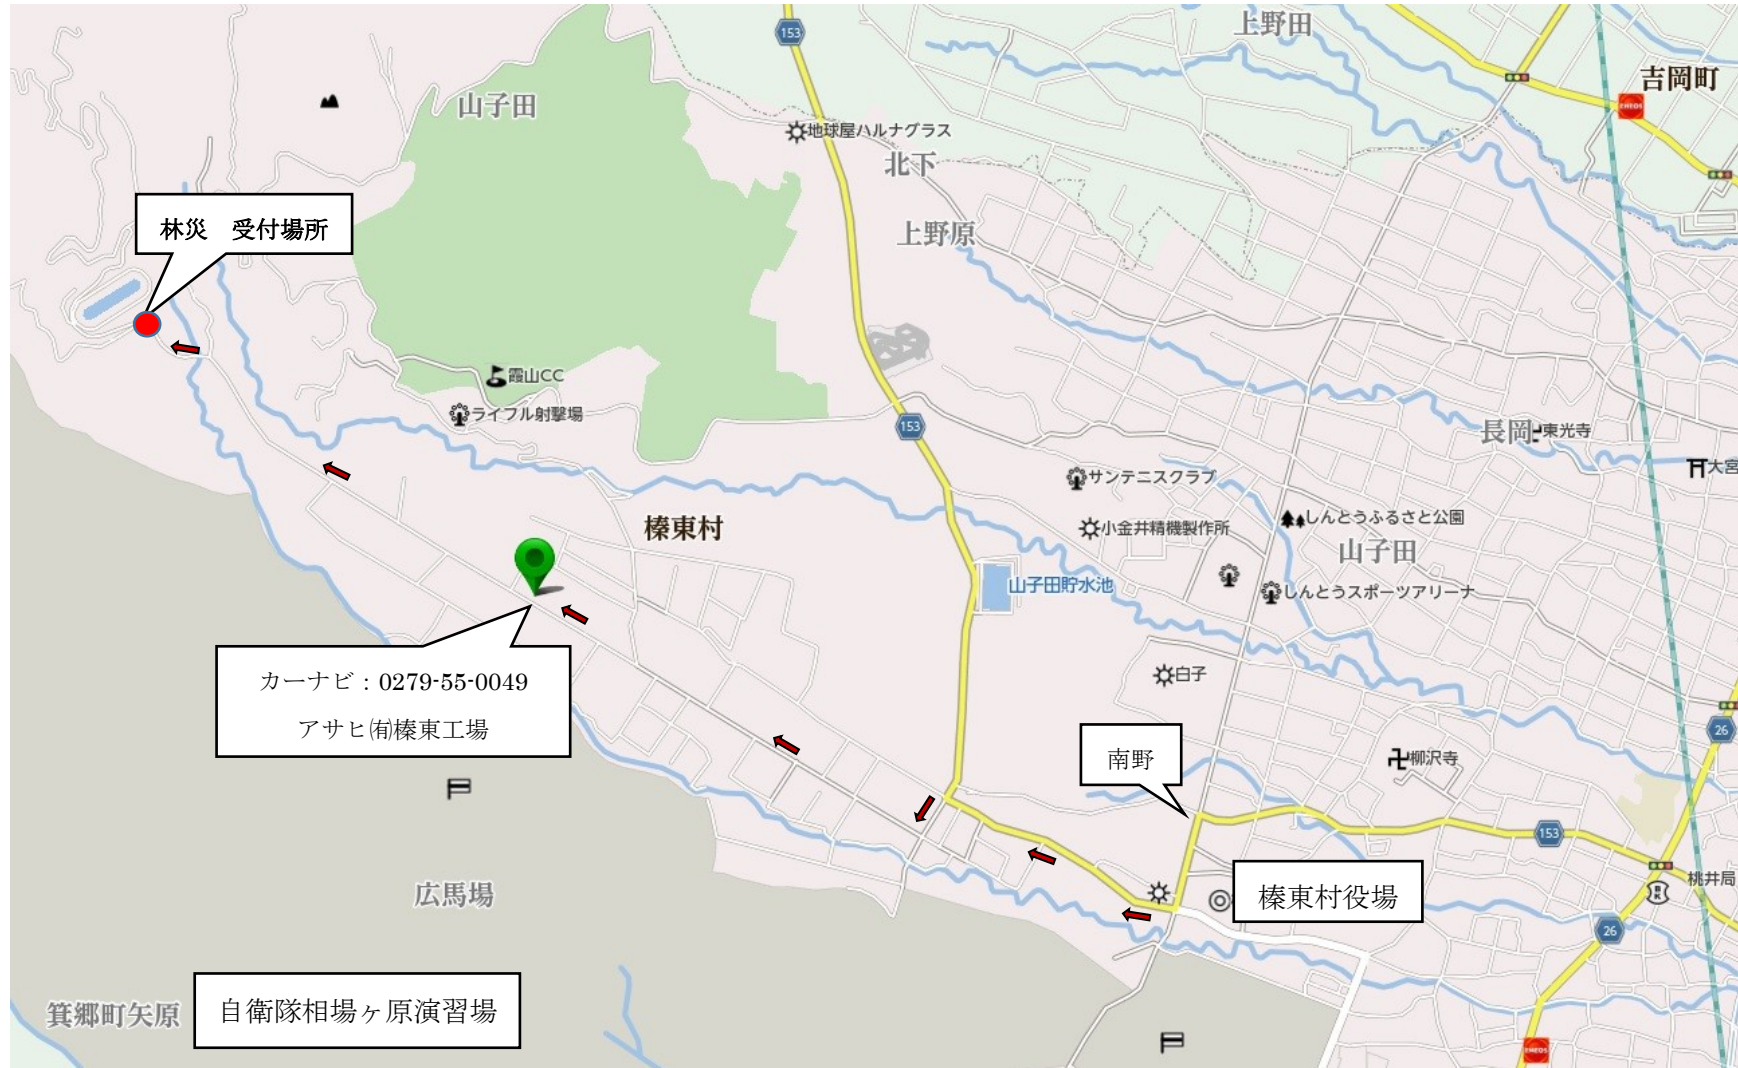 153
上野田
吉岡町
ENEOS
山子田
地球屋ハルナグラス
北下
林災　受付場所
上野原
霞山CC
ライフル射撃場
153
長岡
東光寺
大宮
サンテニスクラブ
しんとうふるさと公園
小金井精機製作所
榛東村
山子田
山子田貯水池
しんとうスポーツアリーナ
白子
カーナビ：0279-55-0049
アサヒ㈲榛東工場
26
南野
柳沢寺
153
桃井局
広馬場
榛東村役場
26
箕郷町矢原
自衛隊相場ヶ原演習場
ENEOS